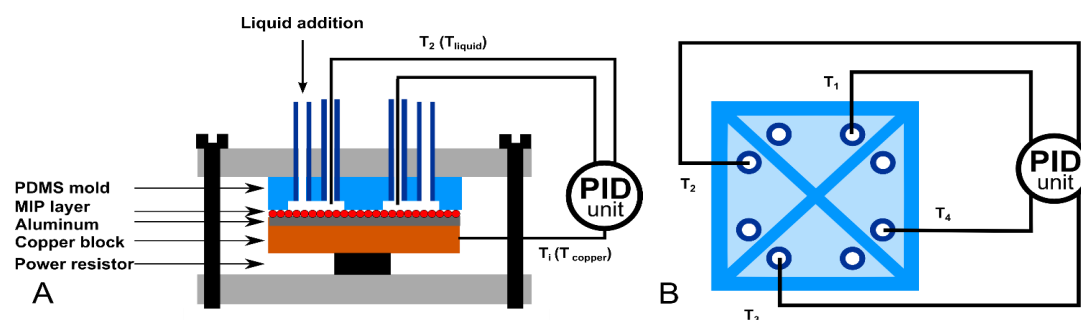 Liquid addition
T2 (Tliquid)
PDMS mold
MIP layer
Aluminum
Copper block
Power resistor
PID
unit
Ti (T copper)
A
T1
T2
PID
unit
T4
T3
B